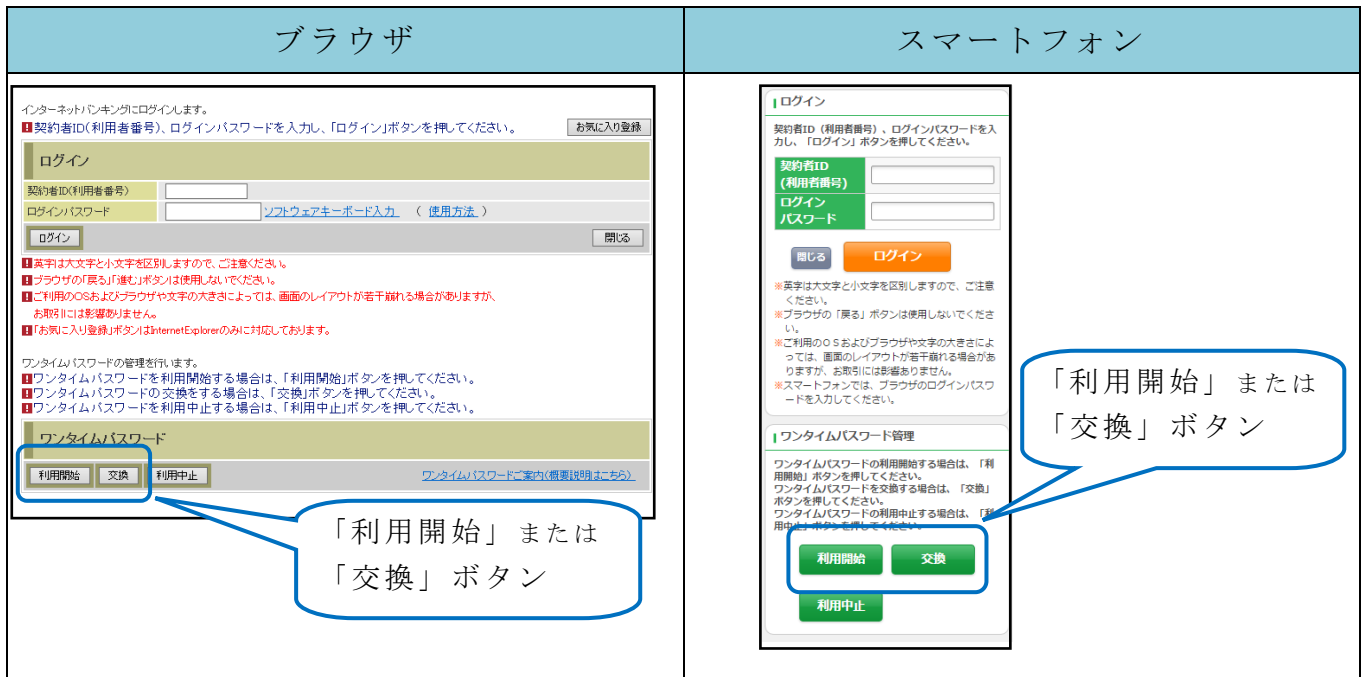 ブラウザ
スマートフォン
インターネットバンキングにログインします。
契約者ID(利用者番号)、ログインパスワードを入力し、「ログイン」ボタンを押してください。
お気に入り登録
ログイン
契約者ID(利用者番号)
ログインパスワード
ソフトウェアキーボード入力 ( 使用方法 )
ログイン
閉じる
英字は大文字と小文字を区別しますので、ご注意ください。
ブラウザの「戻る」「進む」ボタンは使用しないでください。
ご利用のOSおよびブラウザや文字の大きさによっては、画面のレイアウトが若干崩れる場合がありますが、
お取引には影響ありません。
「お気に入り登録」ボタンはInternetExplorerのみに対応しております。
ワンタイムパスワードの管理を行います。
ワンタイムパスワードを利用開始する場合は、「利用開始」ボタンを押してください。
ワンタイムパスワードの交換をする場合は、「交換」ボタンを押してください。
ワンタイムパスワードを利用中止する場合は、「利用中止」ボタンを押してください。
ワンタイムパスワード
利用開始 交換 利用中止
ワンタイムパスワードご案内(概要説明はこちら)
「利用開始」または
「交換」ボタン
ログイン
契約者ID(利用者番号)、ログインパスワードを入
力し、「ログイン」ボタンを押してください。
契約者ID
(利用者番号)
ログイン
パスワード
閉じる ログイン
※英字は大文字と小文字を区別しますので、ご注意
ください。
※ブラウザの「戻る」ボタンは使用しないでくださ
い。
※ご利用のOSおよびブラウザや文字の大きさによ
っては、画面のレイアウトが若干崩れる場合があ
りますが、お取引には影響ありません。
※スマートフォンでは、ブラウザのログインパスワ
ードを入力してください。
ワンタイムパスワード管理
ワンタイムパスワードの利用開始する場合は、「利
用開始」ボタンを押してください。
ワンタイムパスワードを交換する場合は、「交換」
ボタンを押してください。
ワンタイムパスワードの利用中止する場合は、「利
用中止」ボタンを押してください。
利用開始 交換
利用中止
「利用開始」または
「交換」ボタン